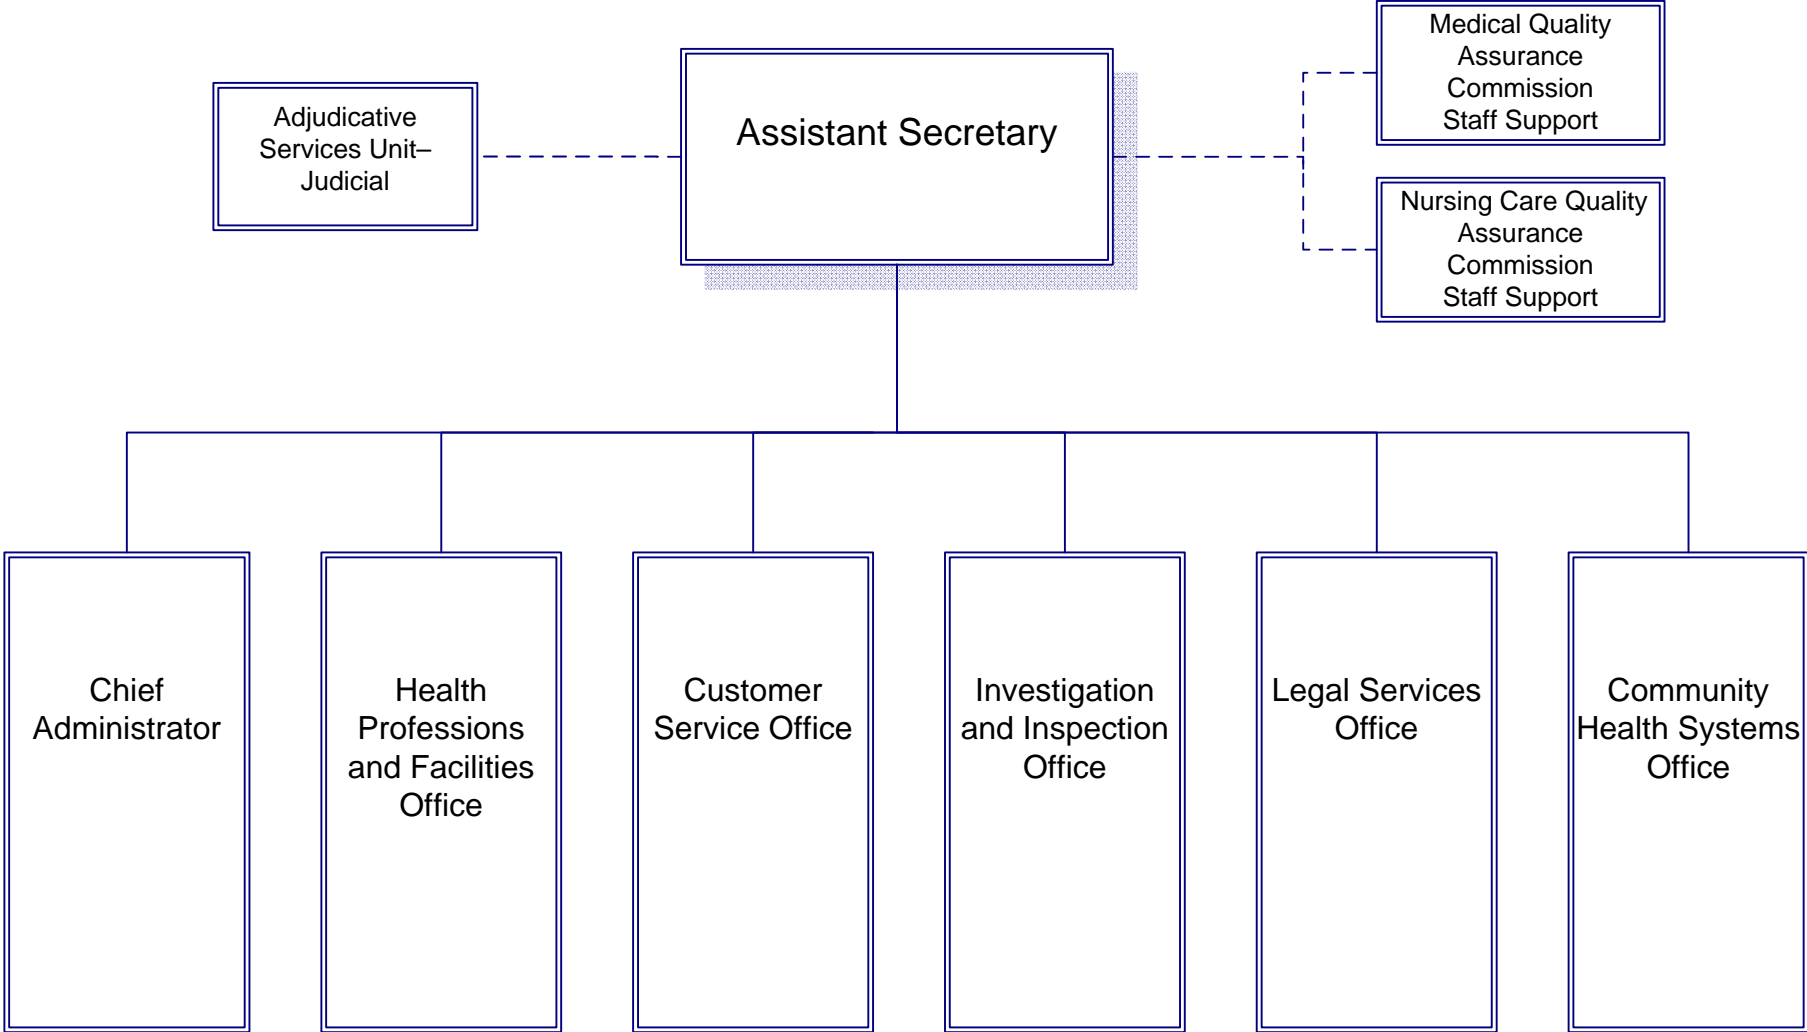 Medical Quality
Assurance
Commission
Staff Support
Adjudicative
Services Unit–
Judicial
Assistant Secretary
Nursing Care Quality
Assurance
Commission
Staff Support
Chief
Administrator
Health
Professions
and Facilities
Office
Customer
Service Office
Investigation
and Inspection
Office
Legal Services
Office
Community
Health Systems
Office